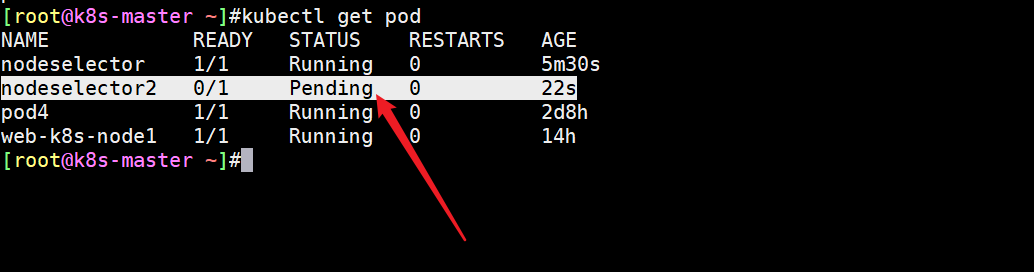 [root@k8s-master ~]#kubectl get pod
NAME            READY   STATUS    RESTARTS   AGE
nodeselector    1/1     Running   0          5m30s
nodeselector2   0/1     Pending   0          22s
pod4            1/1     Running   0          2d8h
web-k8s-node1   1/1     Running   0          14h
[root@k8s-master ~]#